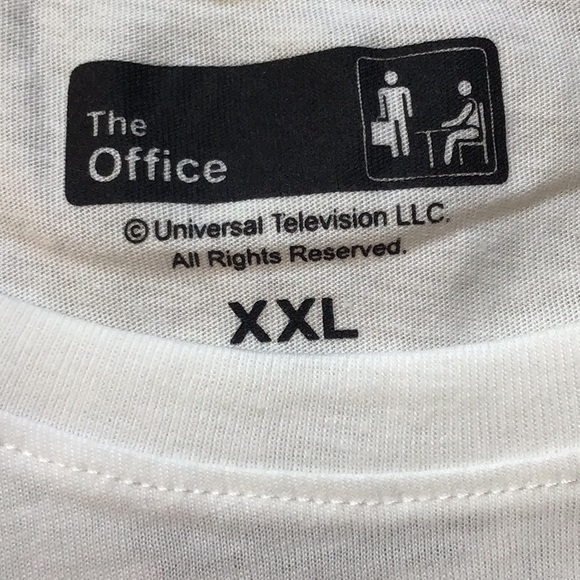 The
Office
© Universal Television LLC.
All Rights Reserved.
XXL